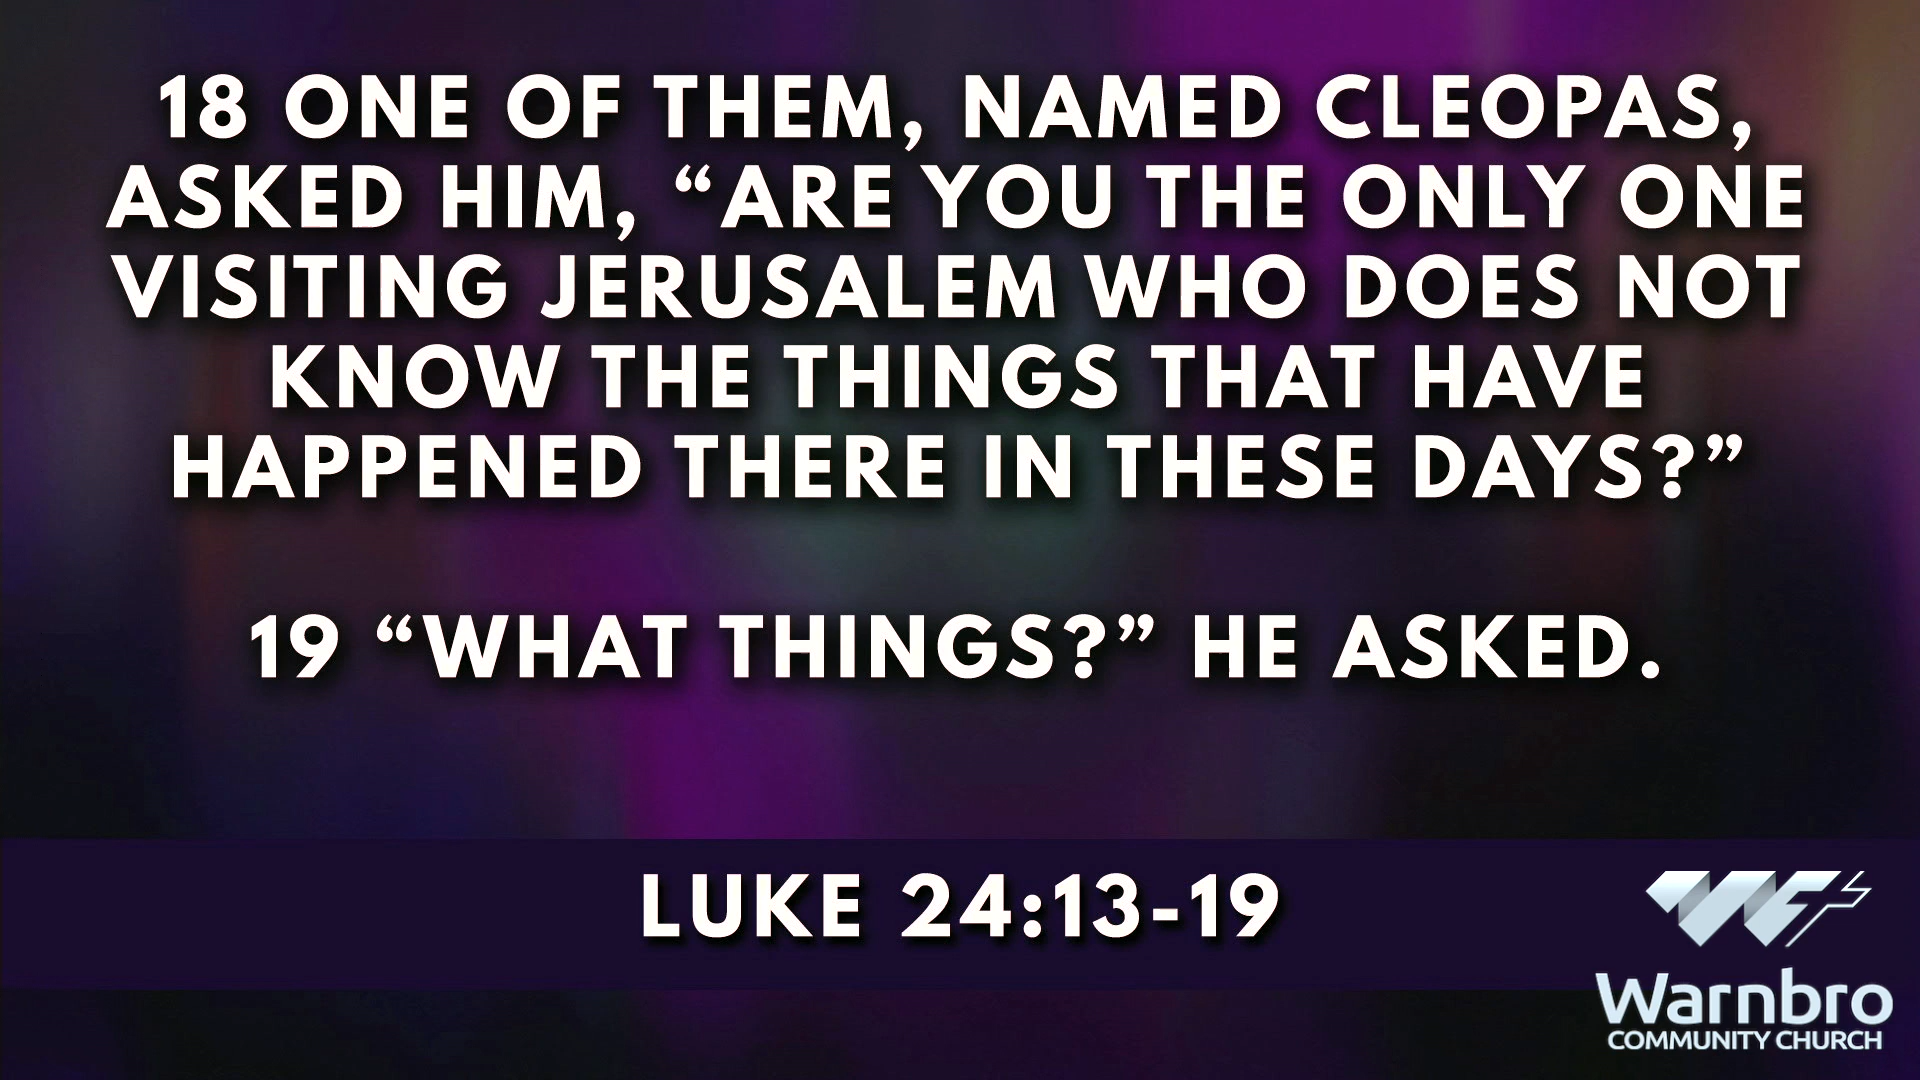 18 ONE OF THEM, NAMED CLEOPAS,
ASKED HIM, “ARE YOU THE ONLY ONE
VISITING JERUSALEM WHO DOES NOT
KNOW THE THINGS THAT HAVE
HAPPENED THERE IN THESE DAYS?”
19 “WHAT THINGS?” HE ASKED.
LUKE 24:13-19
Warnbro
COMMUNITY CHURCH